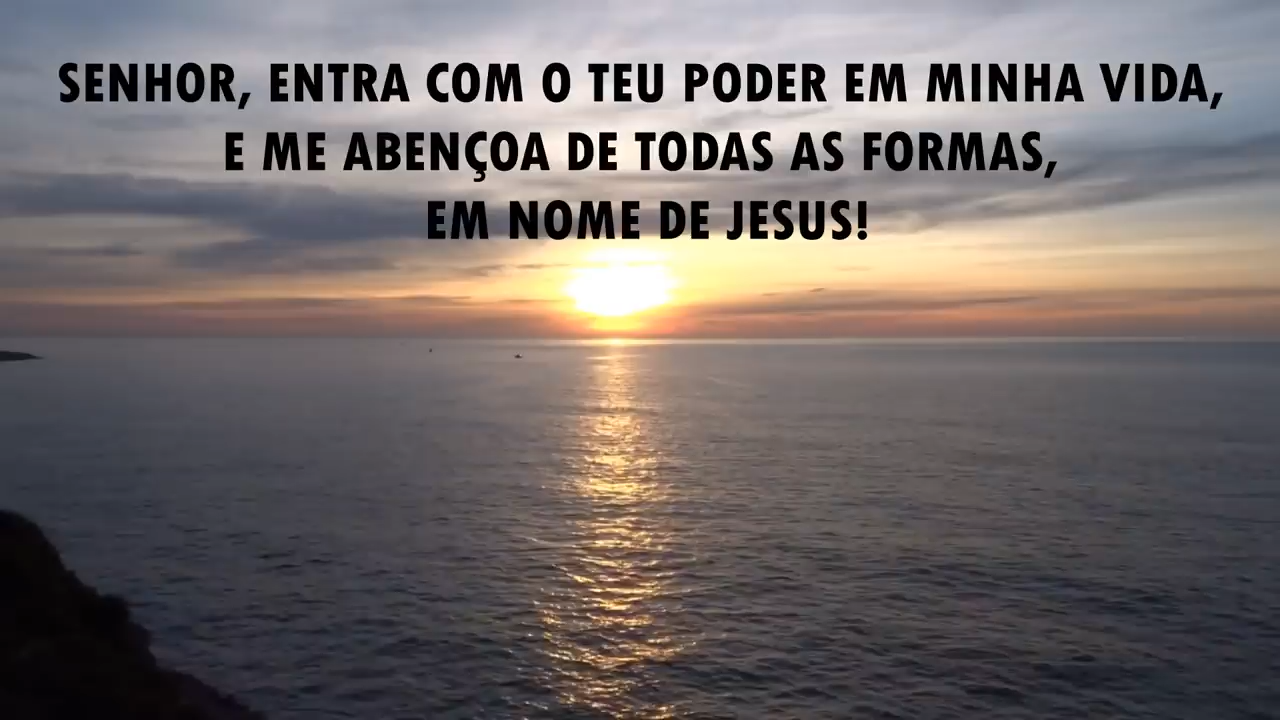 SENHOR, ENTRA COM O TEU PODER EM MINHA VIDA,
E ME ABENÇOA DE TODAS AS FORMAS,
EM NOME DE JESUS!